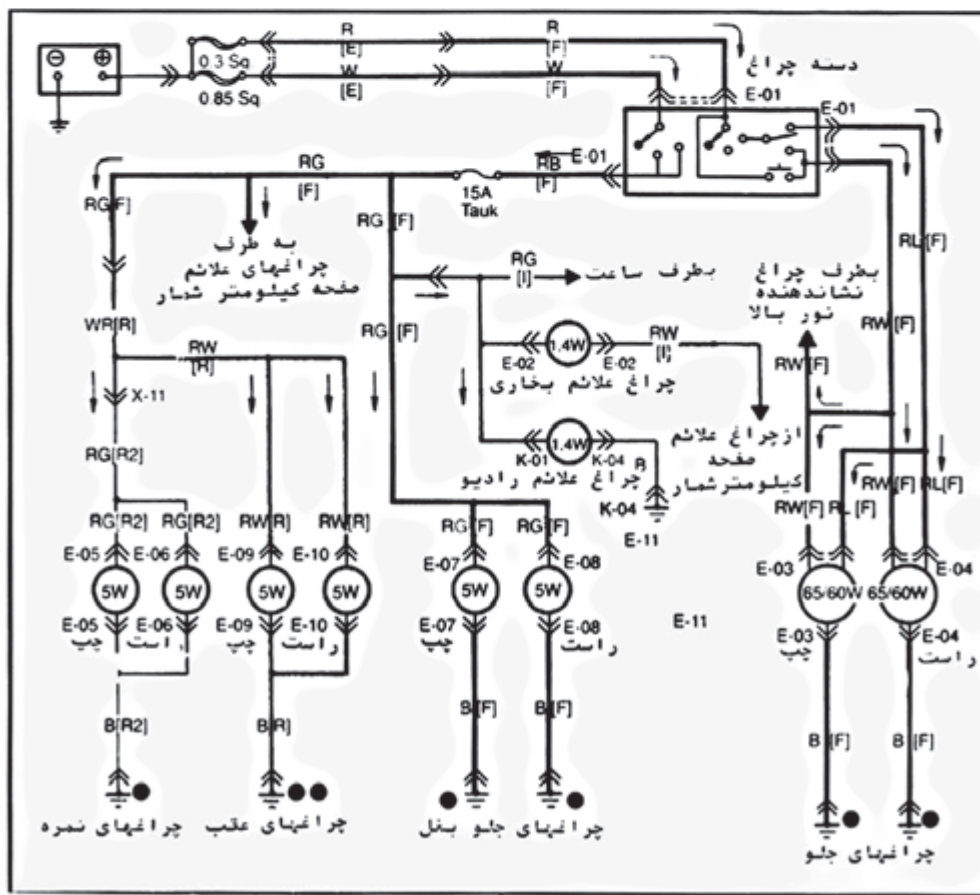 R
[E]
R
[F]
0.3 Sq
W
[E]
W
[F]
0.85 Sq
دسته چراغ
E-01
E-01
RG
[F]
E-01
RB
[F]
15A
Tauk
RG[F]
RG [F]
RL[F]
به طرف
چراغهای علائم
صفحه کیلومتر شمار
RG
[I]
بطرف ساعت
بطرف چراغ
نشاندهنده
نور بالا
WR[R]
RG [F]
RW[F]
RW
[R]
E-02
1.4W
E-02
RW
[I]
چراغ علائم بخاری
RW[F]
X-11
ازچراغ علائم
صفحه
کیلومترشمار
RG[R2]
K-01
1.4W
K-04
B
چراغ علائم رادیو
K-04
RW[F]
RL[F]
RG[R2]
RG[R2]
RW[R]
RW[R]
RG[F]
RG[F]
E-11
RW[F]
RL[F]
E-05
E-06
E-09
E-10
E-07
E-08
E-03
E-04
5W
5W
5W
5W
5W
5W
65/60W
65/60W
E-11
E-05
چپ
E-06
راست
E-09
چپ
E-10
راست
E-07
چپ
E-08
راست
E-03
چپ
E-04
راست
B[R2]
B[R]
B[F]
B[F]
B[F]
B[F]
چراغهای نمره
چراغهای عقب
چراغهای جلو بغل
چراغهای جلو